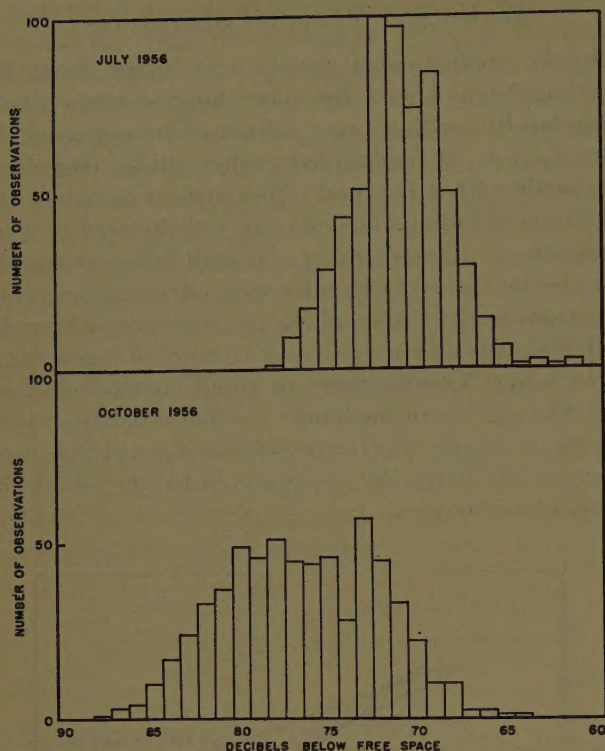 100
JULY 1956
NUMBER OF OBSERVATIONS
50
0
100
OCTOBER 1956
NUMBER OF OBSERVATIONS
50
0
90 85 80 75 70 65 60
DECIBELS BELOW FREE SPACE